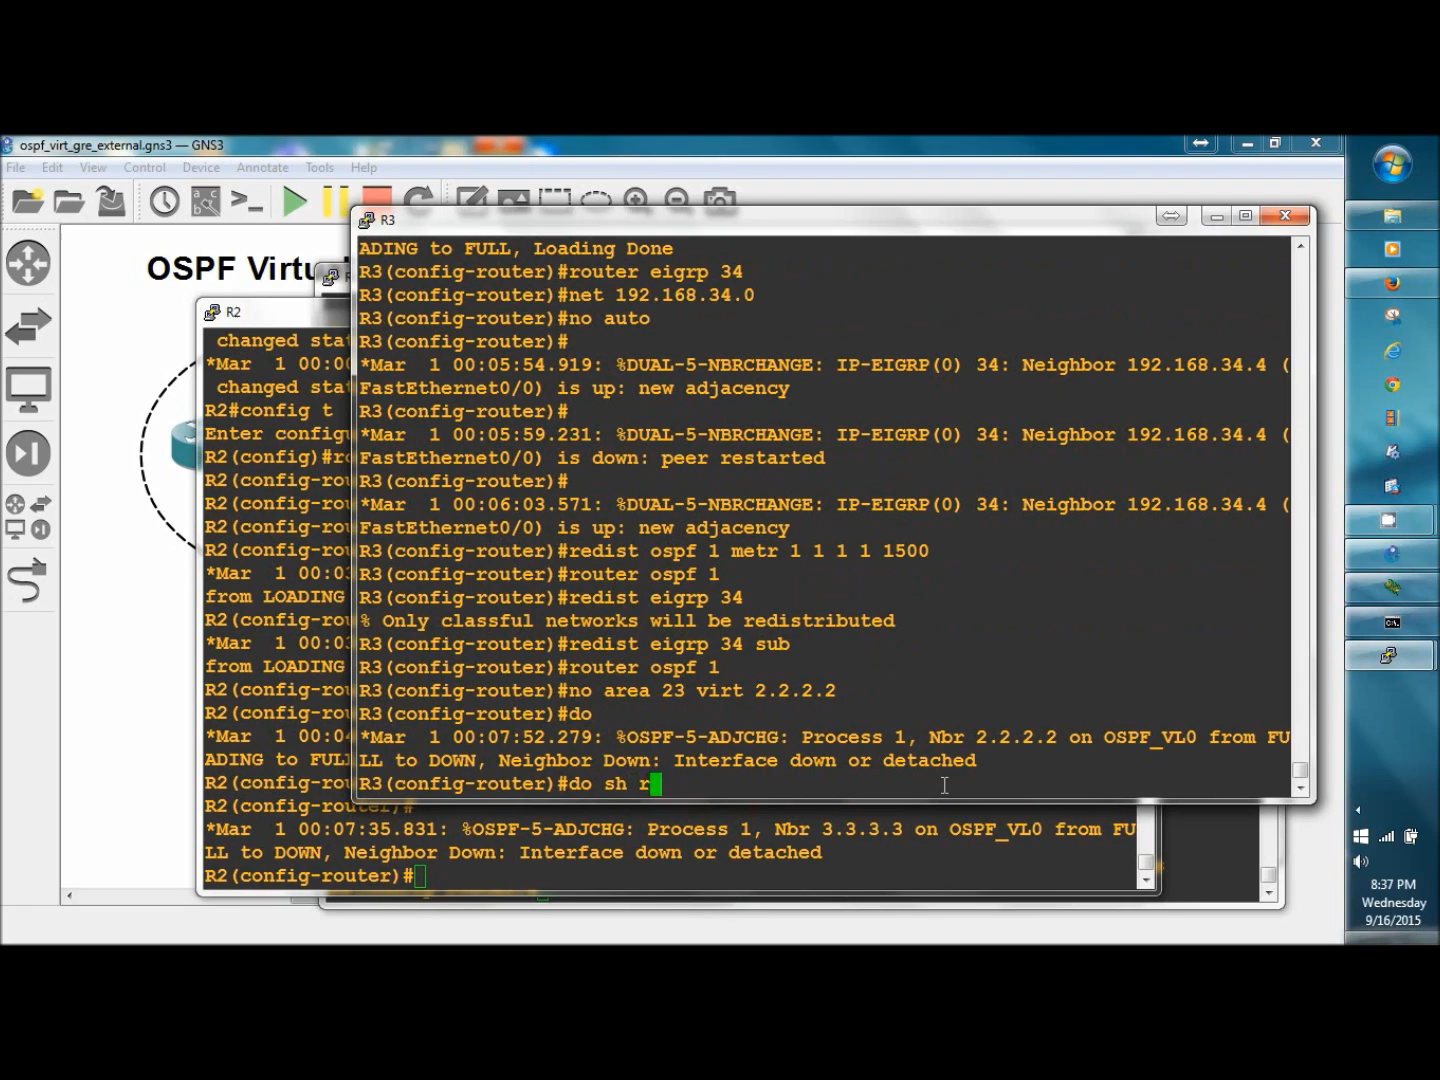 ospf_virt_gre_external.gns3 — GNS3
File Edit View Control Device Annotate Tools Help
OSPF Virtu
R3
ADING to FULL, Loading Done
R3(config-router)#router eigrp 34
R3(config-router)#net 192.168.34.0
R3(config-router)#no auto
R3(config-router)#
*Mar  1 00:05:54.919: %DUAL-5-NBRCHANGE: IP-EIGRP(0) 34: Neighbor 192.168.34.4 (
FastEthernet0/0) is up: new adjacency
R3(config-router)#
*Mar  1 00:05:59.231: %DUAL-5-NBRCHANGE: IP-EIGRP(0) 34: Neighbor 192.168.34.4 (
FastEthernet0/0) is down: peer restarted
R3(config-router)#
*Mar  1 00:06:03.571: %DUAL-5-NBRCHANGE: IP-EIGRP(0) 34: Neighbor 192.168.34.4 (
FastEthernet0/0) is up: new adjacency
R3(config-router)#redist ospf 1 metr 1 1 1 1 1500
R3(config-router)#router ospf 1
R3(config-router)#redist eigrp 34
% Only classful networks will be redistributed
R3(config-router)#redist eigrp 34 sub
R3(config-router)#router ospf 1
R3(config-router)#no area 23 virt 2.2.2.2
R3(config-router)#do
*Mar  1 00:07:52.279: %OSPF-5-ADJCHG: Process 1, Nbr 2.2.2.2 on OSPF_VL0 from FU
LL to DOWN, Neighbor Down: Interface down or detached
R3(config-router)#do sh r
R2
changed stat
*Mar  1 00:00
changed stat
R2#config t
Enter configu
R2(config)#ro
R2(config-rou
R2(config-rou
R2(config-rou
R2(config-rou
*Mar  1 00:03
from LOADING
R2(config-rou
*Mar  1 00:03
from LOADING
R2(config-rou
R2(config-rou
*Mar  1 00:04
ADING to FULL
R2(config-rou
R2(config-router)#
*Mar  1 00:07:35.831: %OSPF-5-ADJCHG: Process 1, Nbr 3.3.3.3 on OSPF_VL0 from FU
LL to DOWN, Neighbor Down: Interface down or detached
R2(config-router)#
8:37 PM
Wednesday
9/16/2015